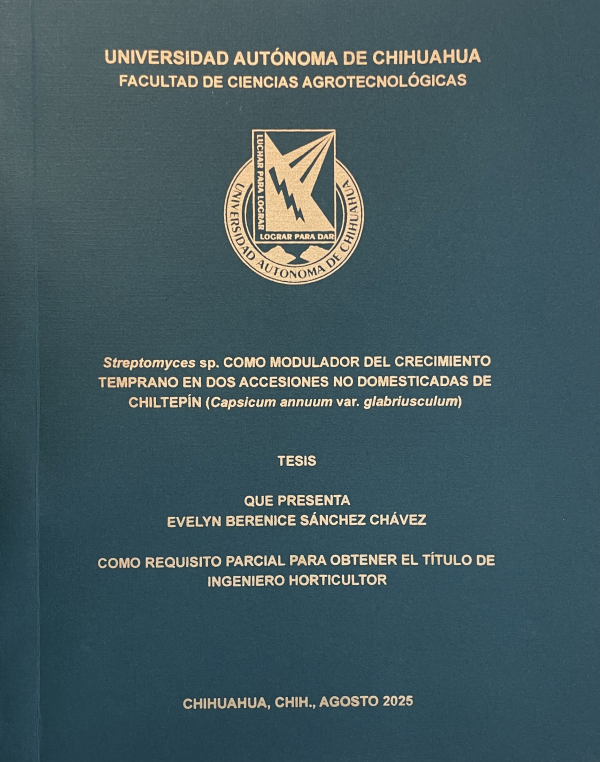 UNIVERSIDAD AUTÓNOMA DE CHIHUAHUA
FACULTAD DE CIENCIAS AGROTECNOLÓGICAS
LUCHAR PARA LOGRAR
LOGRAR PARA DAR
UNIVERSIDAD AUTONOMA DE CHIHUAHUA
Streptomyces sp. COMO MODULADOR DEL CRECIMIENTO
TEMPRANO EN DOS ACCESIONES NO DOMESTICADAS DE
CHILTEPÍN (Capsicum annuum var. glabriusculum)
TESIS
QUE PRESENTA
EVELYN BERENICE SÁNCHEZ CHÁVEZ
COMO REQUISITO PARCIAL PARA OBTENER EL TÍTULO DE
INGENIERO HORTICULTOR
CHIHUAHUA, CHIH., AGOSTO 2025